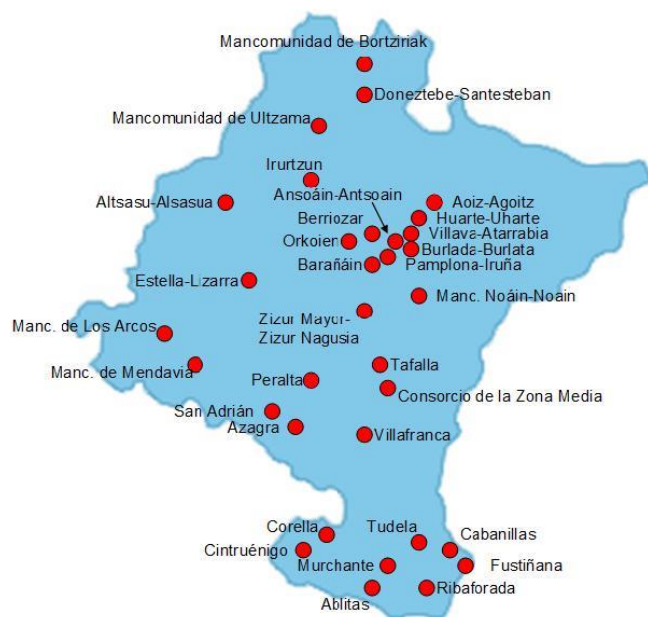 Mancomunidad de Bortziriak
Doneztebe-Santesteban
Mancomunidad de Ultzama
Irurtzun
Ansoáin-Antsoain
Altsasu-Alsasua
Aoiz-Agoitz
Huarte-Uharte
Berriozar
Villava-Atarrabia
Orkoien
Burlada-Burlata
Barañáin
Pamplona-Iruña
Estella-Lizarra
Manc. Noáin-Noain
Zizur Mayor-
Zizur Nagusia
Manc. de Los Arcos
Manc. de Mendavia
Tafalla
Peralta
Consorcio de la Zona Media
San Adrián
Azagra
Villafranca
Corella
Tudela
Cabanillas
Cintruénigo
Murchante
Fustiñana
Ablitas
Ribaforada